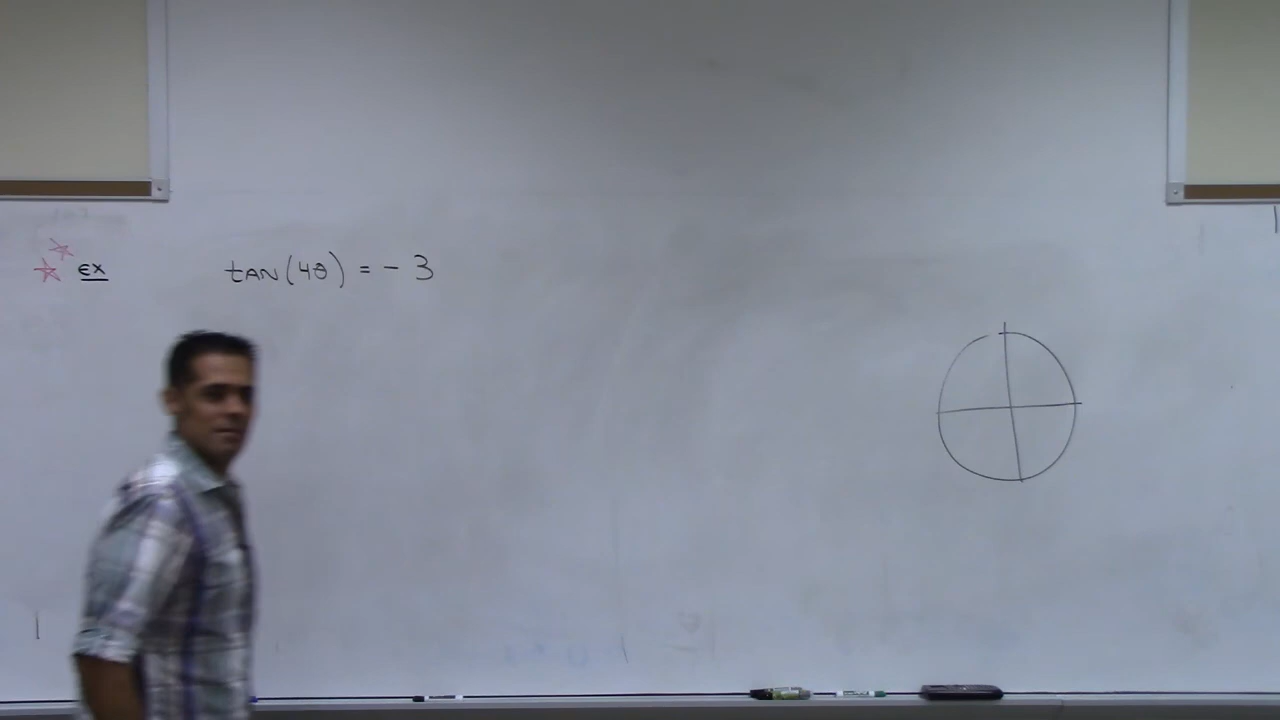 ex tan(4θ) = - 3